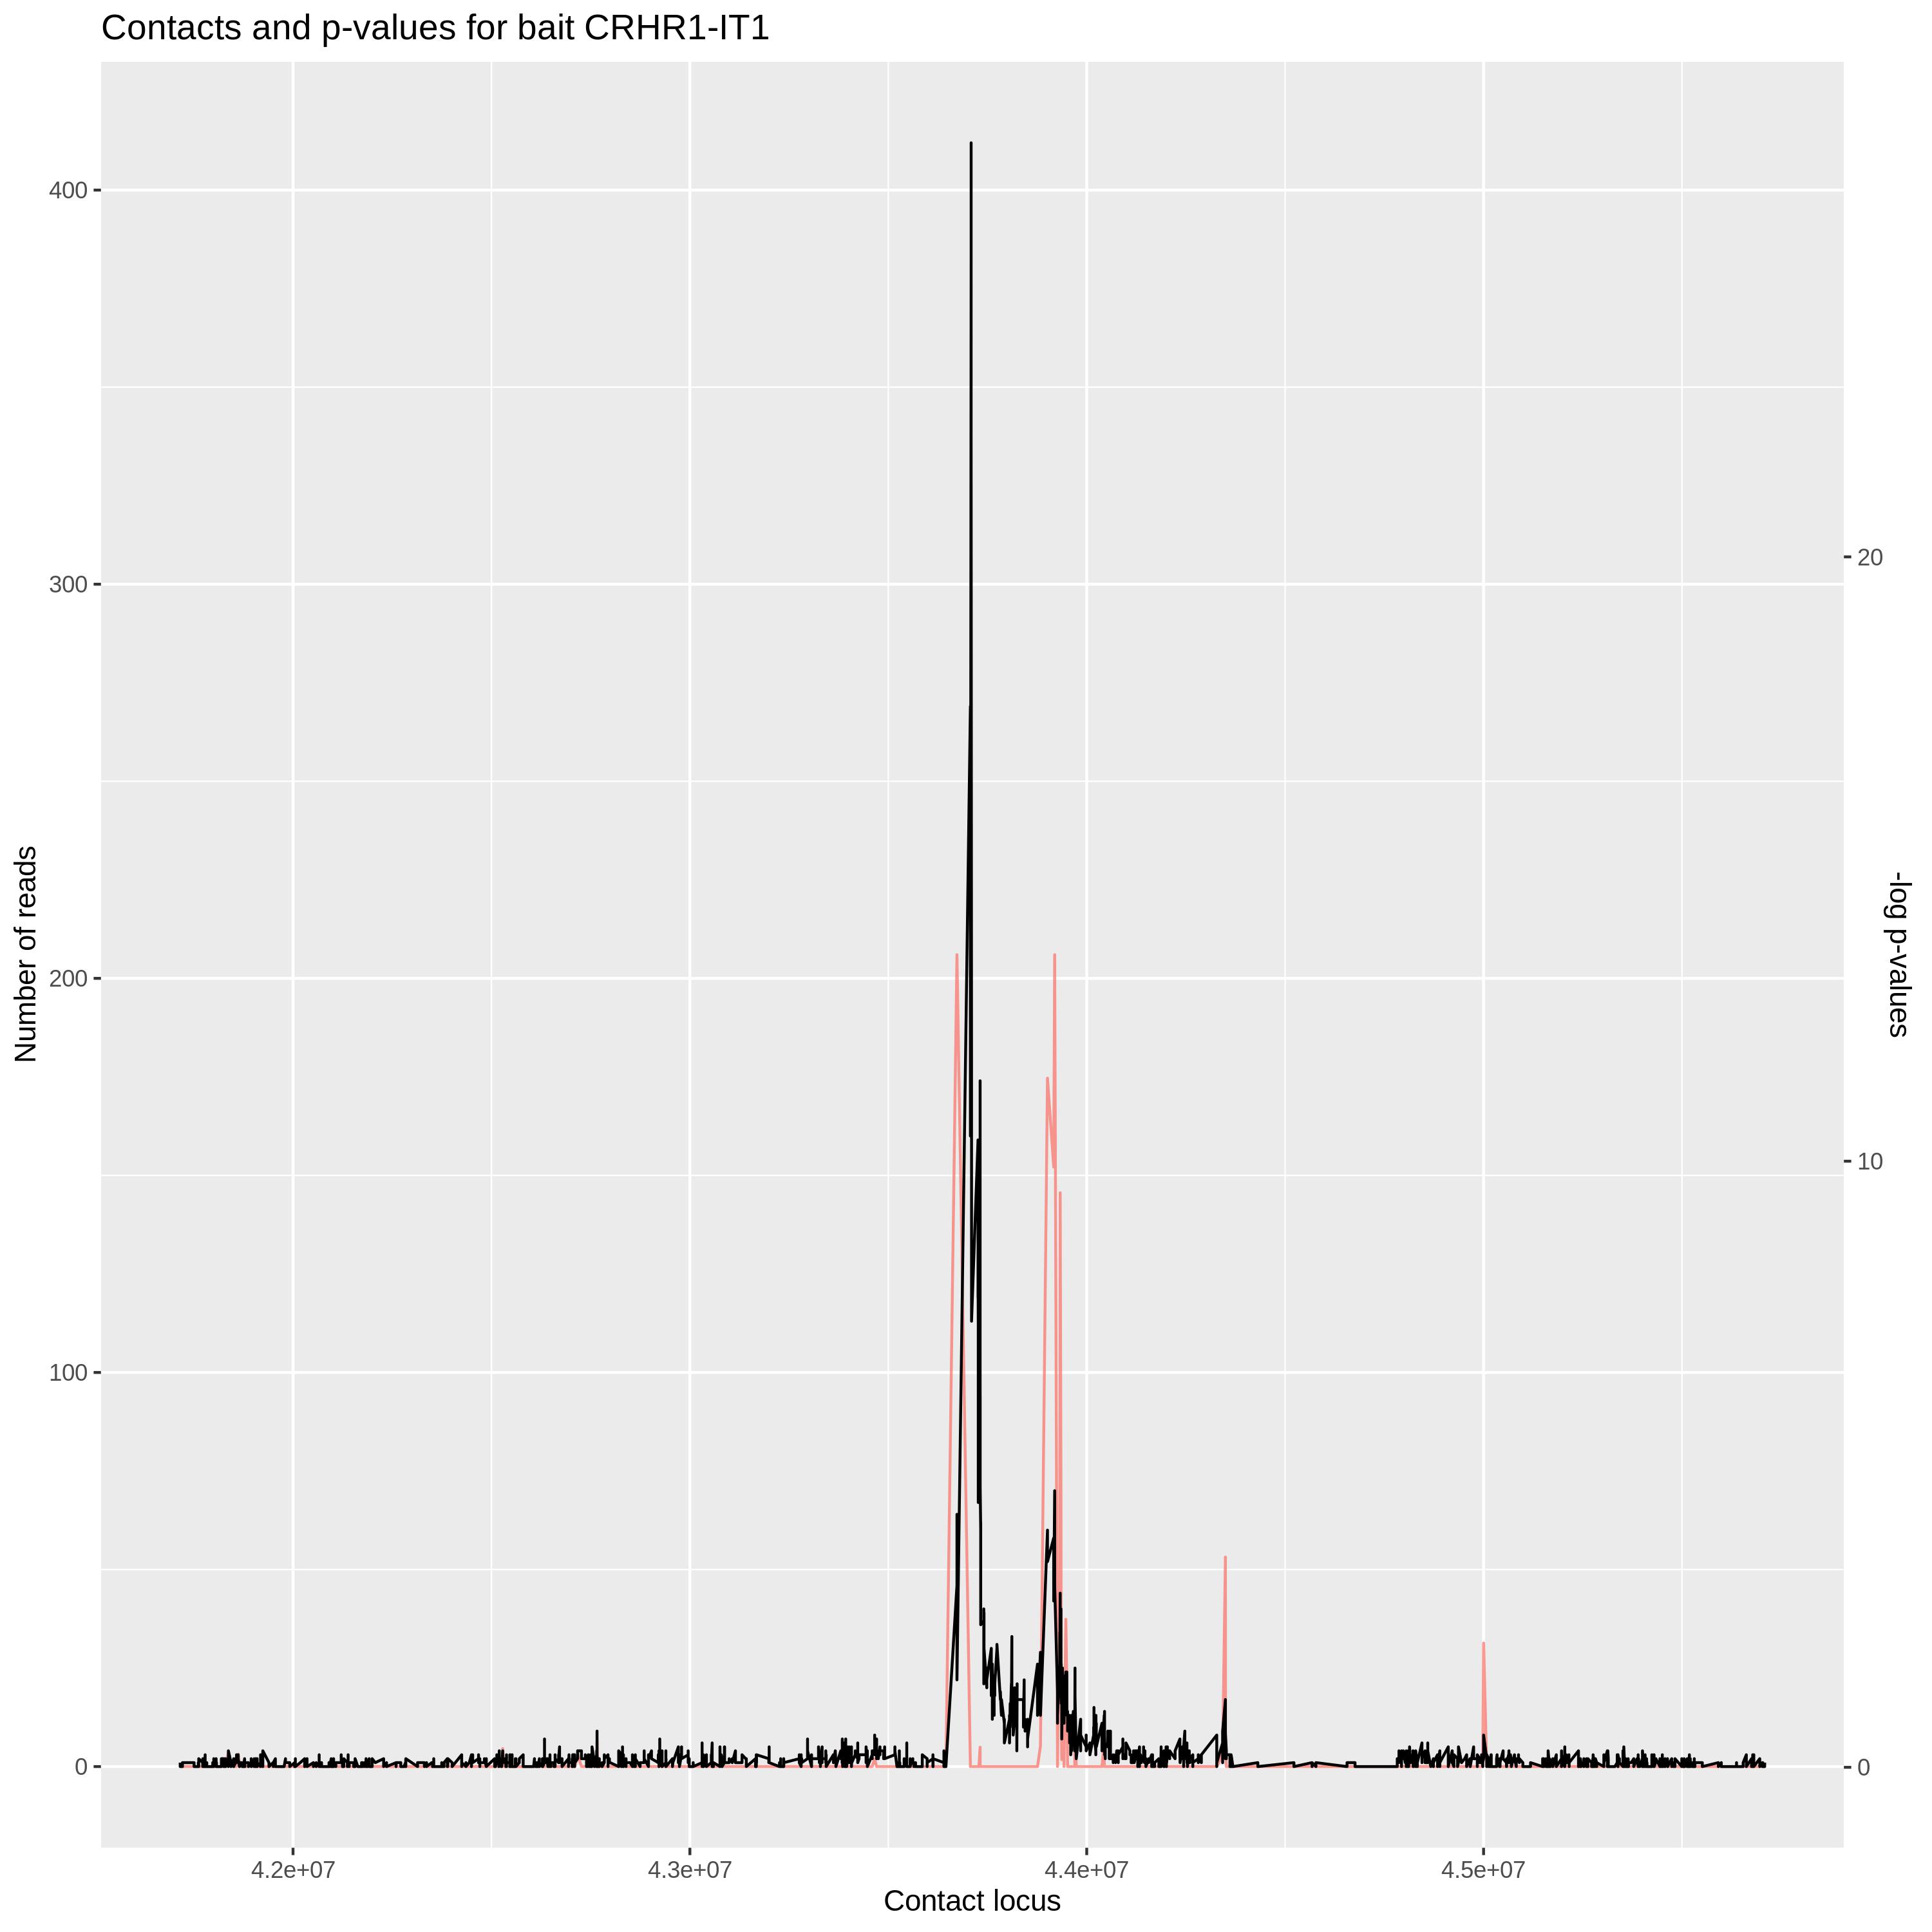 Contacts and p-values for bait CRHR1-IT1
400
300
200
100
0
Number of reads
20
10
0
-log p-values
4.2e+07
4.3e+07
4.4e+07
4.5e+07
Contact locus